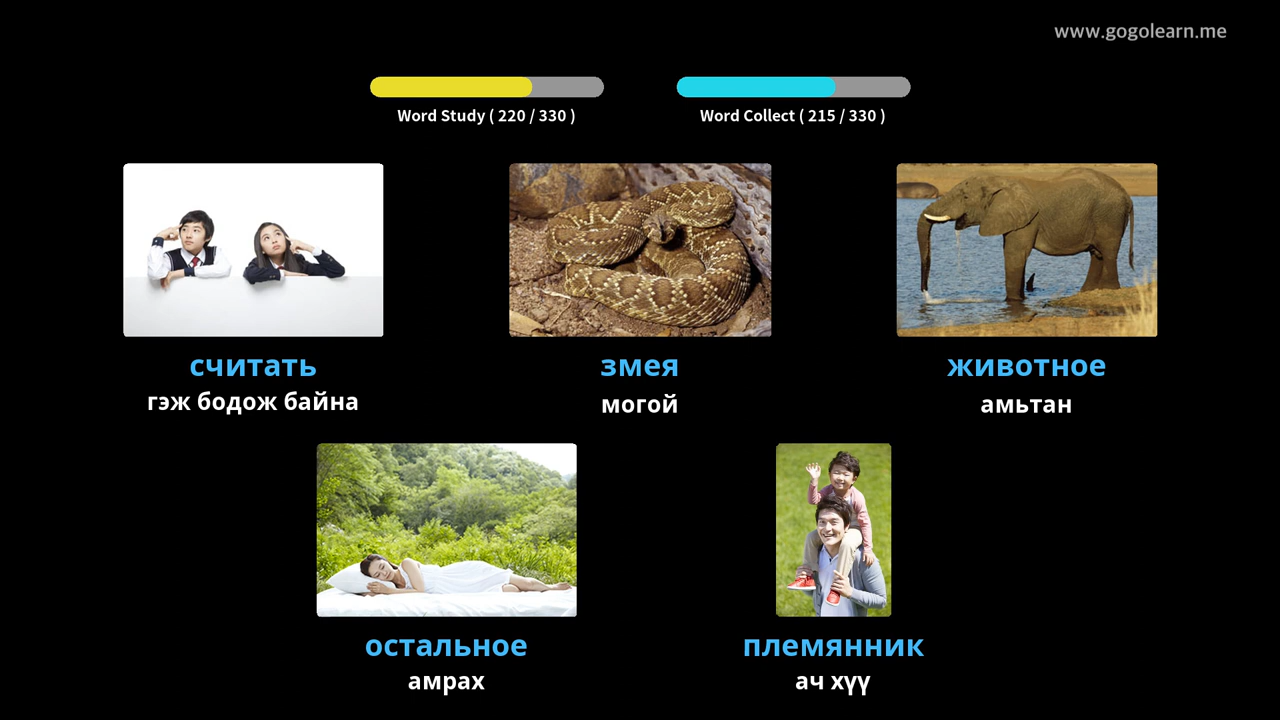 www.gogolearn.me
Word Study ( 220 / 330 )
Word Collect ( 215 / 330 )
считать
гэж бодож байна
змея
могой
животное
амьтан
остальное
амрах
племянник
ач хүү